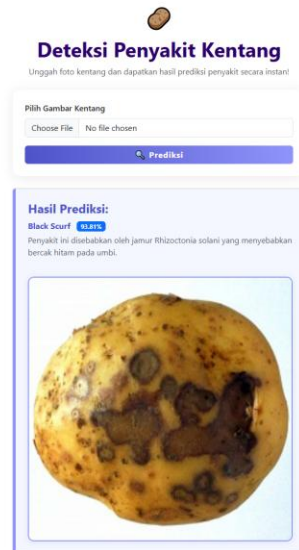 Deteksi Penyakit Kentang
Unggah foto kentang dan dapatkan hasil prediksi penyakit secara instan!
Pilih Gambar Kentang
Choose File No file chosen
🔍 Prediksi
Hasil Prediksi:
Black Scurf 93.81%
Penyakit ini disebabkan oleh jamur Rhizoctonia solani yang menyebabkan
bercak hitam pada umbi.